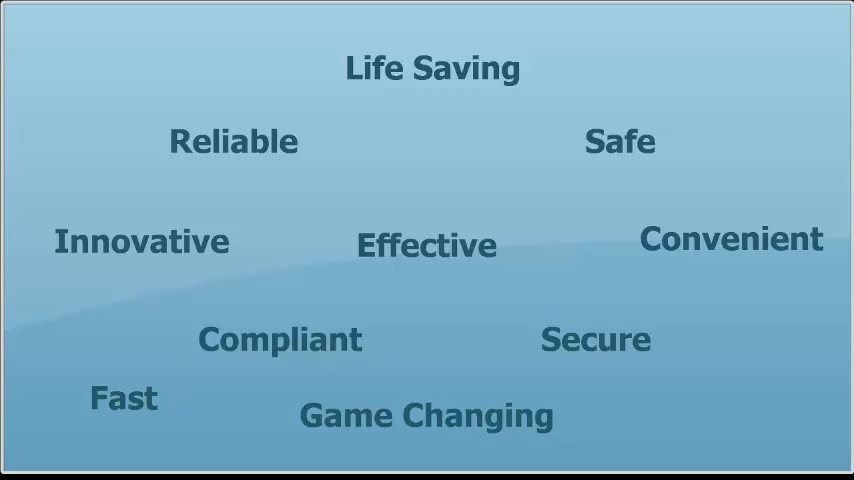 Life Saving
Reliable Safe
Innovative Effective Convenient
Compliant Secure
Fast
Game Changing